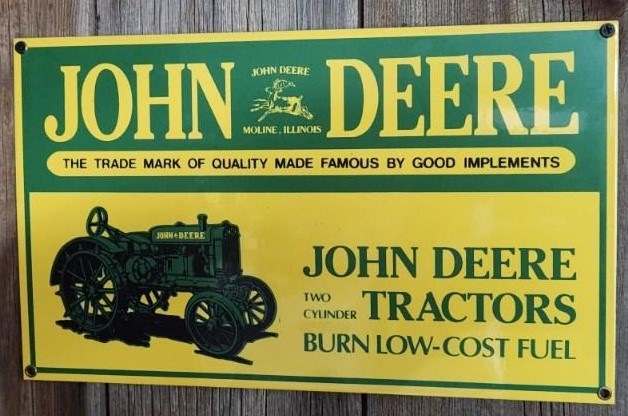 JOHN DEERE
JOHN DEERE
MOLINE, ILLINOIS
THE TRADE MARK OF QUALITY MADE FAMOUS BY GOOD IMPLEMENTS
JOHN DEERE
JOHN DEERE
TWO CYLINDER TRACTORS
BURN LOW-COST FUEL